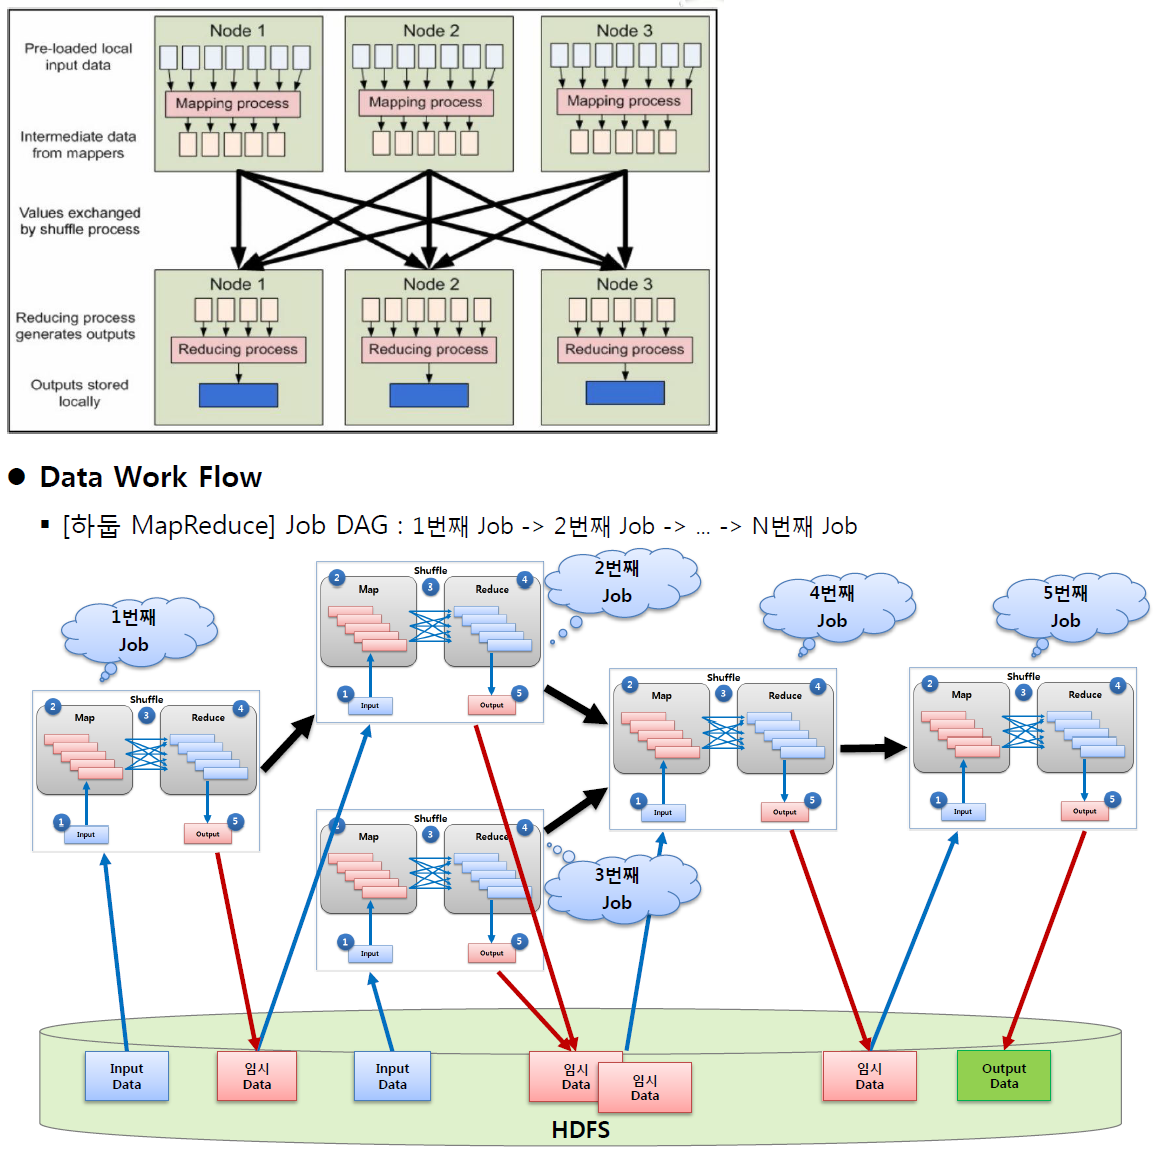 Node 1
Node 2
Node 3
Pre-loaded local
input data
Mapping process
Mapping process
Mapping process
Intermediate data
from mappers
Values exchanged
by shuffle process
Node 1
Node 2
Node 3
Reducing process
generates outputs
Reducing process
Reducing process
Reducing process
Outputs stored
locally
● Data Work Flow
▪ [하둡 MapReduce] Job DAG : 1번째 Job -> 2번째 Job -> ... -> N번째 Job
1번째
Job
2 Map
Shuffle
3
Reduce 4
1 Input
Output 5
2번째
Job
2 Map
Shuffle
3
Reduce 4
1 Input
Output 5
3번째
Job
2 Map
Shuffle
3
Reduce 4
1 Input
Output 5
4번째
Job
2 Map
Shuffle
3
Reduce 4
1 Input
Output 5
5번째
Job
2 Map
Shuffle
3
Reduce 4
1 Input
Output 5
Input
Data
임시
Data
Input
Data
임시
Data
임시
Data
임시
Data
Output
Data
HDFS